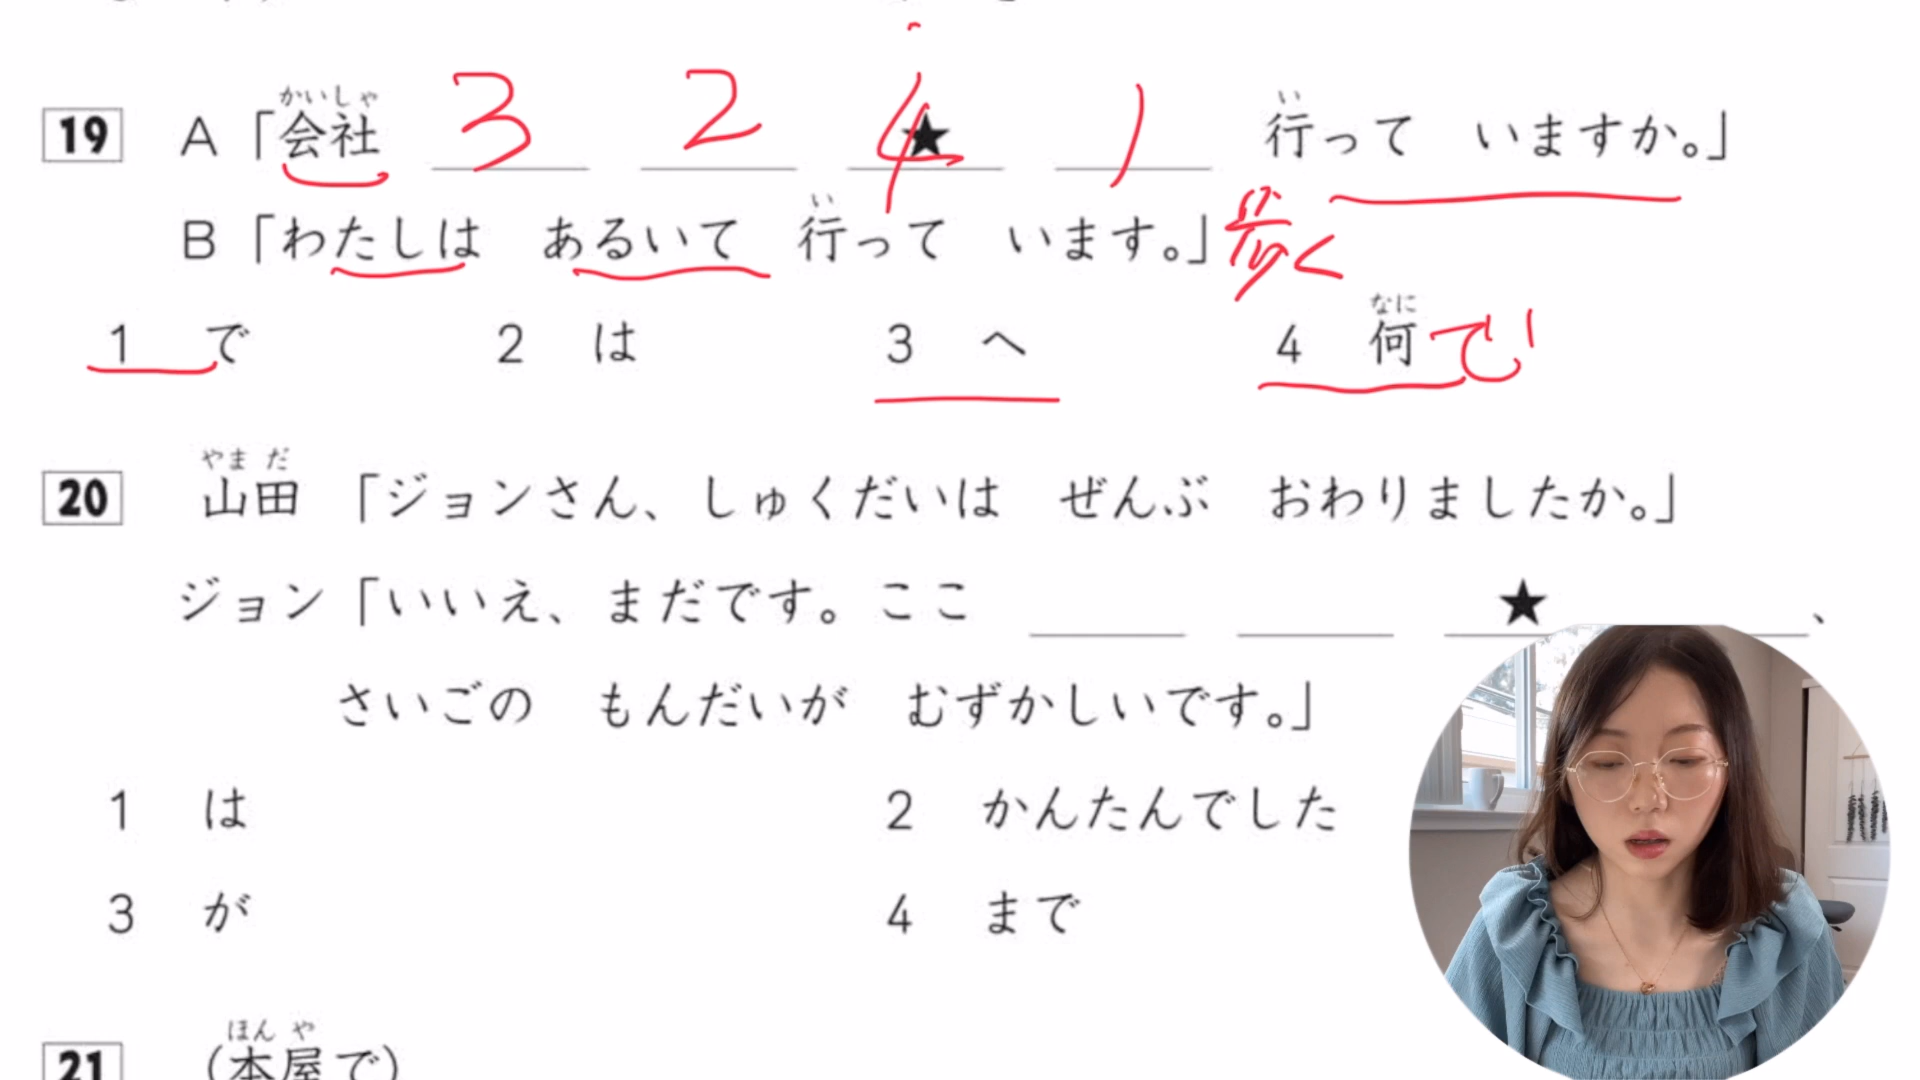 かいしゃ い
19 A「会社 3 2 4★ 1 行って いますか。」
い
B「わたしは あるいて 行って います。」歩く
なに
1 で 2 は 3 へ 4 何で
やま だ
20 山田「ジョンさん、しゅくだいは ぜんぶ おわりましたか。」
ジョン「いいえ、まだです。ここ ★ 、
さいごの もんだいが むずかしいです。」
1 は 2 かんたんでした
3 が 4 まで
ほん や
21 (本屋で)